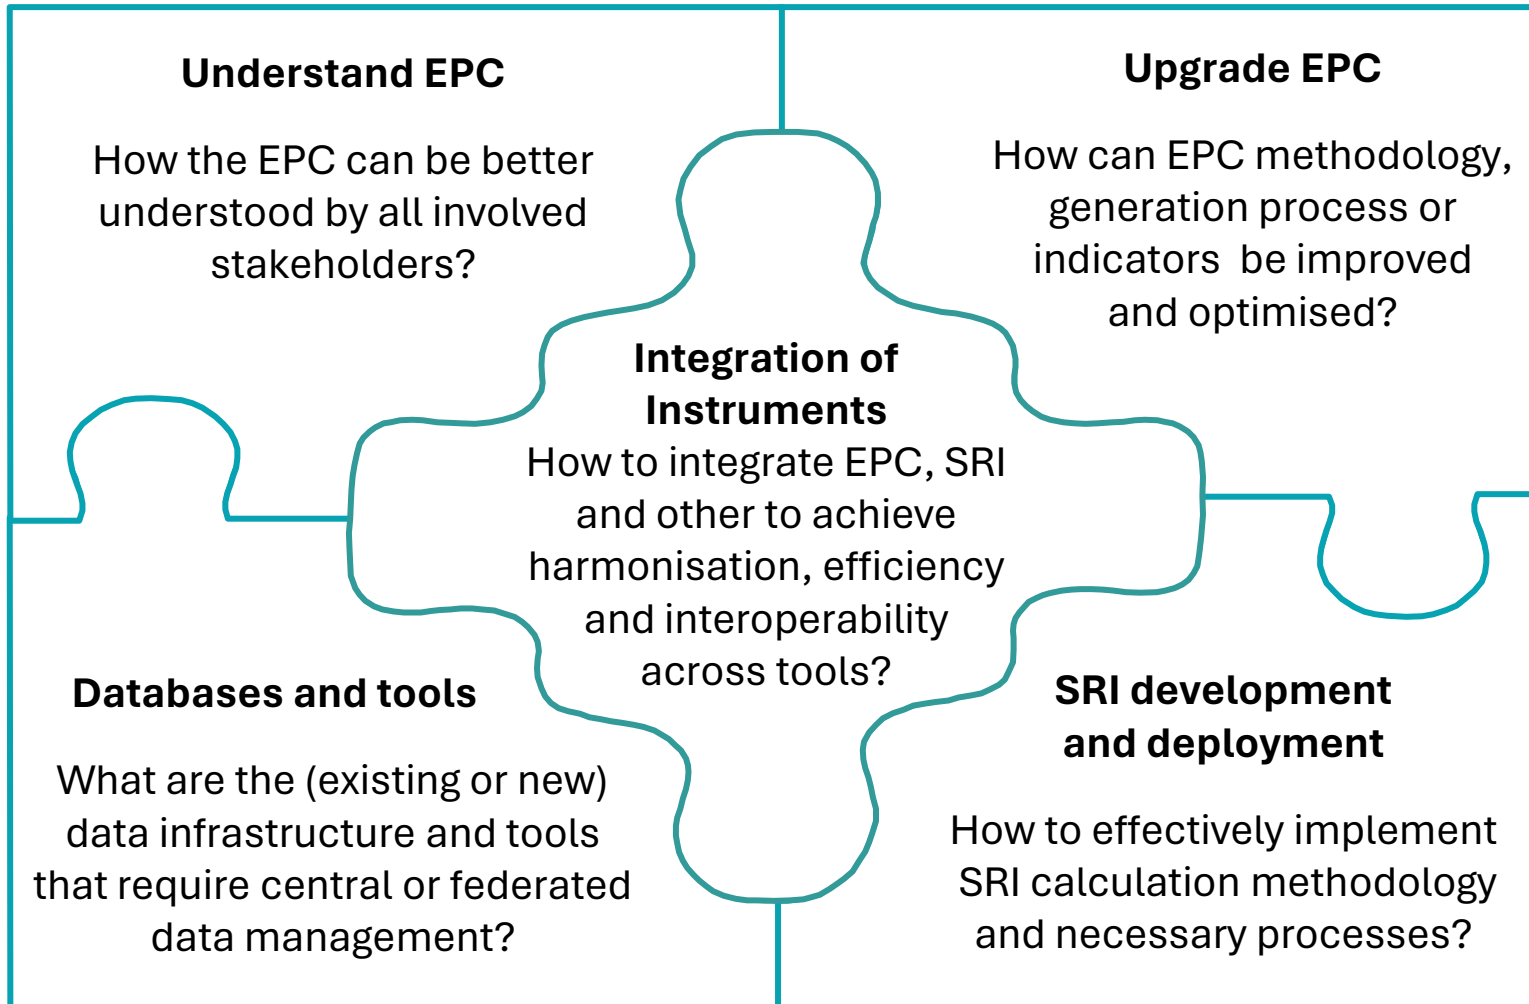 Understand EPC
How the EPC can be better
understood by all involved
stakeholders?
Upgrade EPC
How can EPC methodology,
generation process or
indicators  be improved
and optimised?
Integration of
Instruments
How to integrate EPC, SRI
and other to achieve
harmonisation, efficiency
and interoperability
across tools?
Databases and tools
What are the (existing or new)
data infrastructure and tools
that require central or federated
data management?
SRI development
and deployment
How to effectively implement
SRI calculation methodology
and necessary processes?